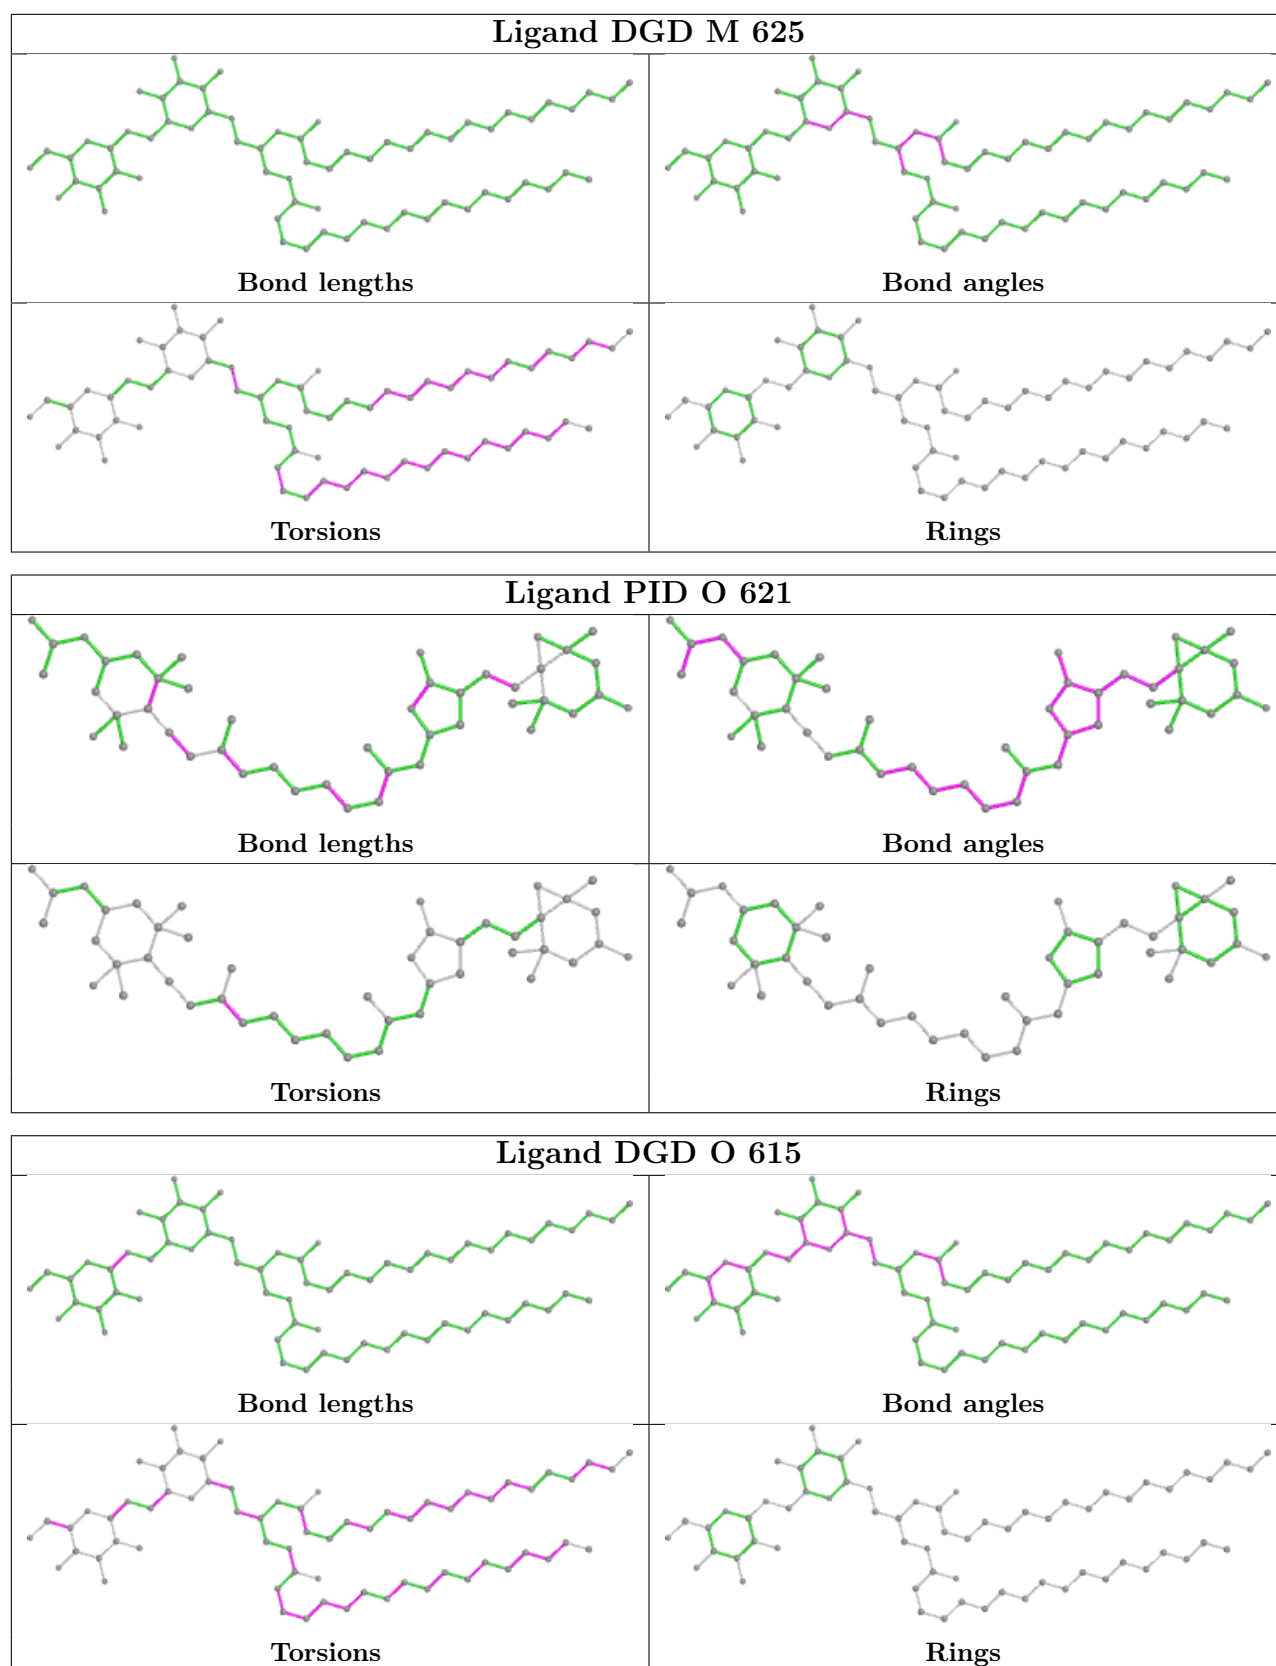 Ligand DGD M 625
Bond lengths
Bond angles
Torsions
Rings
Ligand PID O 621
Bond lengths
Bond angles
Torsions
Rings
Ligand DGD O 615
Bond lengths
Bond angles
Torsions
Rings